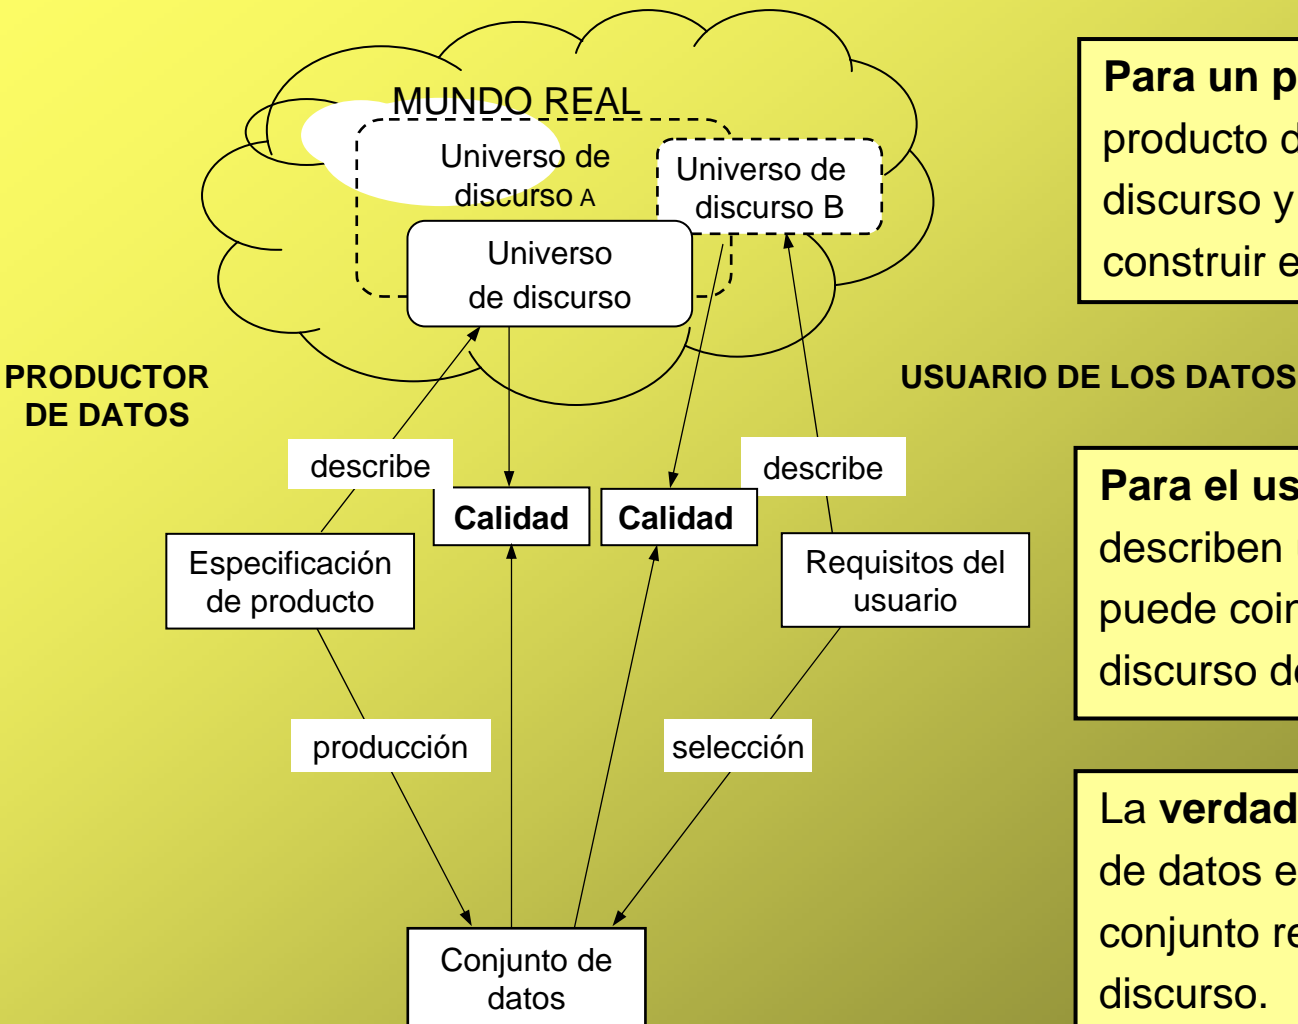 MUNDO REAL
Universo de
discurso A
Universo de
discurso B
Universo
de discurso
PRODUCTOR
DE DATOS
USUARIO DE LOS DATOS
describe
describe
Calidad
Calidad
Especificación
de producto
Requisitos del
usuario
producción
selección
Conjunto de
datos
Para un p
producto d
discurso y
construir e
Para el us
describen
puede coin
discurso de
La verdad
de datos e
conjunto re
discurso.